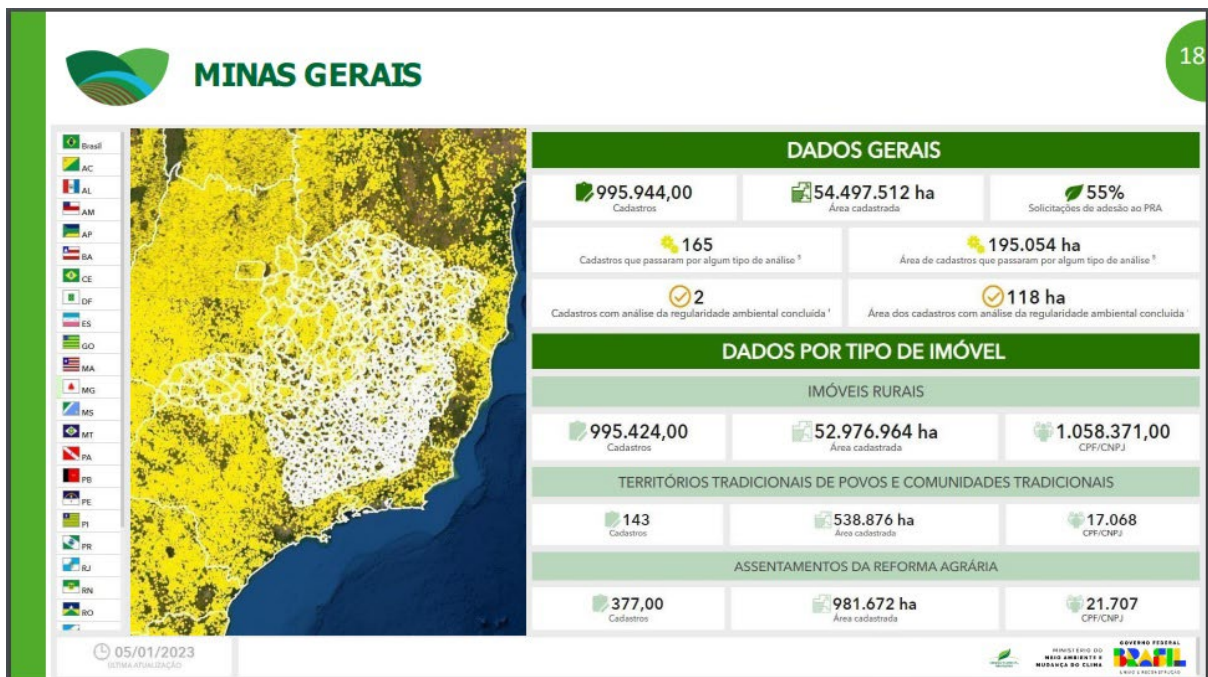 18
MINAS GERAIS
Brasil
AC
AL
AM
AP
BA
CE
DF
ES
GO
MA
MG
MS
MT
PA
PB
PE
PI
PR
RJ
RN
RO
DADOS GERAIS
995.944,00
Cadastros
54.497.512 ha
Área cadastrada
55%
Solicitações de adesão ao PRA
165
Cadastros que passaram por algum tipo de análise
195.054 ha
Área de cadastros que passaram por algum tipo de análise
2
Cadastros com análise da regularidade ambiental concluída
118 ha
Área dos cadastros com análise da regularidade ambiental concluída
DADOS POR TIPO DE IMÓVEL
IMÓVEIS RURAIS
995.424,00
Cadastros
52.976.964 ha
Área cadastrada
1.058.371,00
CPF/CNPJ
TERRITÓRIOS TRADICIONAIS DE POVOS E COMUNIDADES TRADICIONAIS
143
Cadastros
538.876 ha
Área cadastrada
17.068
CPF/CNPJ
ASSENTAMENTOS DA REFORMA AGRÁRIA
377,00
Cadastros
981.672 ha
Área cadastrada
21.707
CPF/CNPJ
05/01/2023
ÚLTIMA ATUALIZAÇÃO
MINISTÉRIO DO
MEIO AMBIENTE E
MUDANÇA DO CLIMA
GOVERNO FEDERAL
BRASIL
UNIÃO E RECONSTRUÇÃO